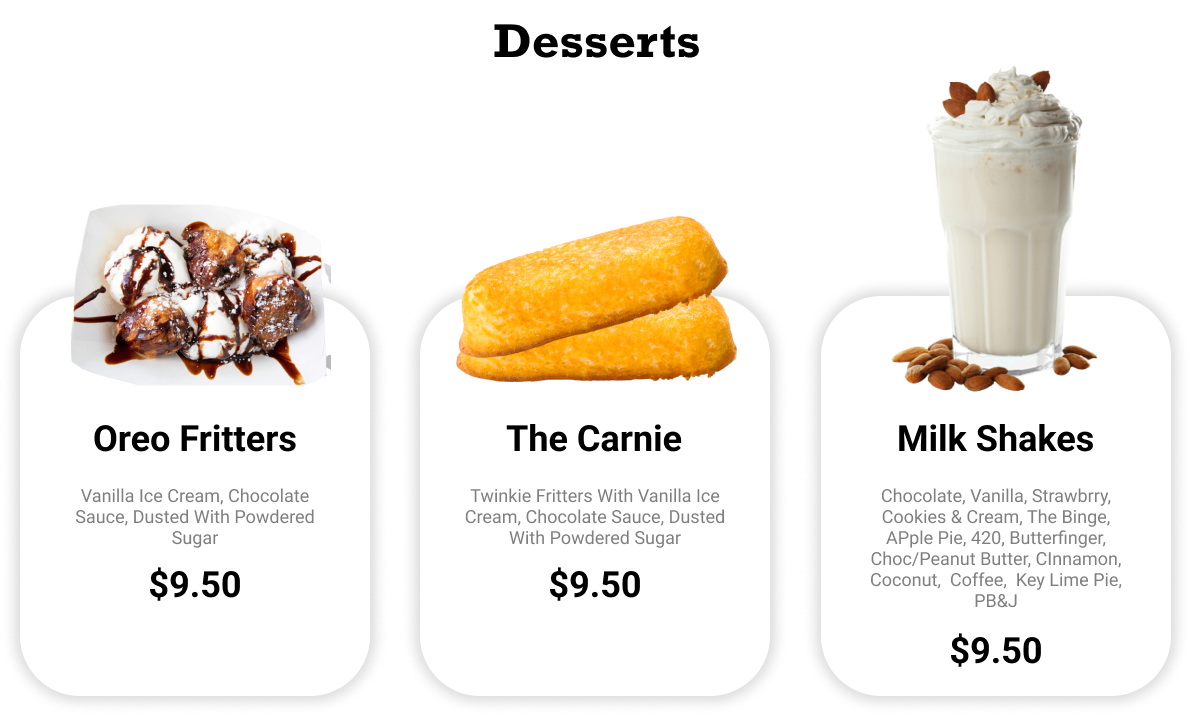 Desserts
Oreo Fritters
Vanilla Ice Cream, Chocolate
Sauce, Dusted With Powdered
Sugar
$9.50
The Carnie
Twinkie Fritters With Vanilla Ice
Cream, Chocolate Sauce, Dusted
With Powdered Sugar
$9.50
Milk Shakes
Chocolate, Vanilla, Strawbrry,
Cookies & Cream, The Binge,
APple Pie, 420, Butterfinger,
Choc/Peanut Butter, CInnamon,
Coconut,  Coffee,  Key Lime Pie,
PB&J
$9.50